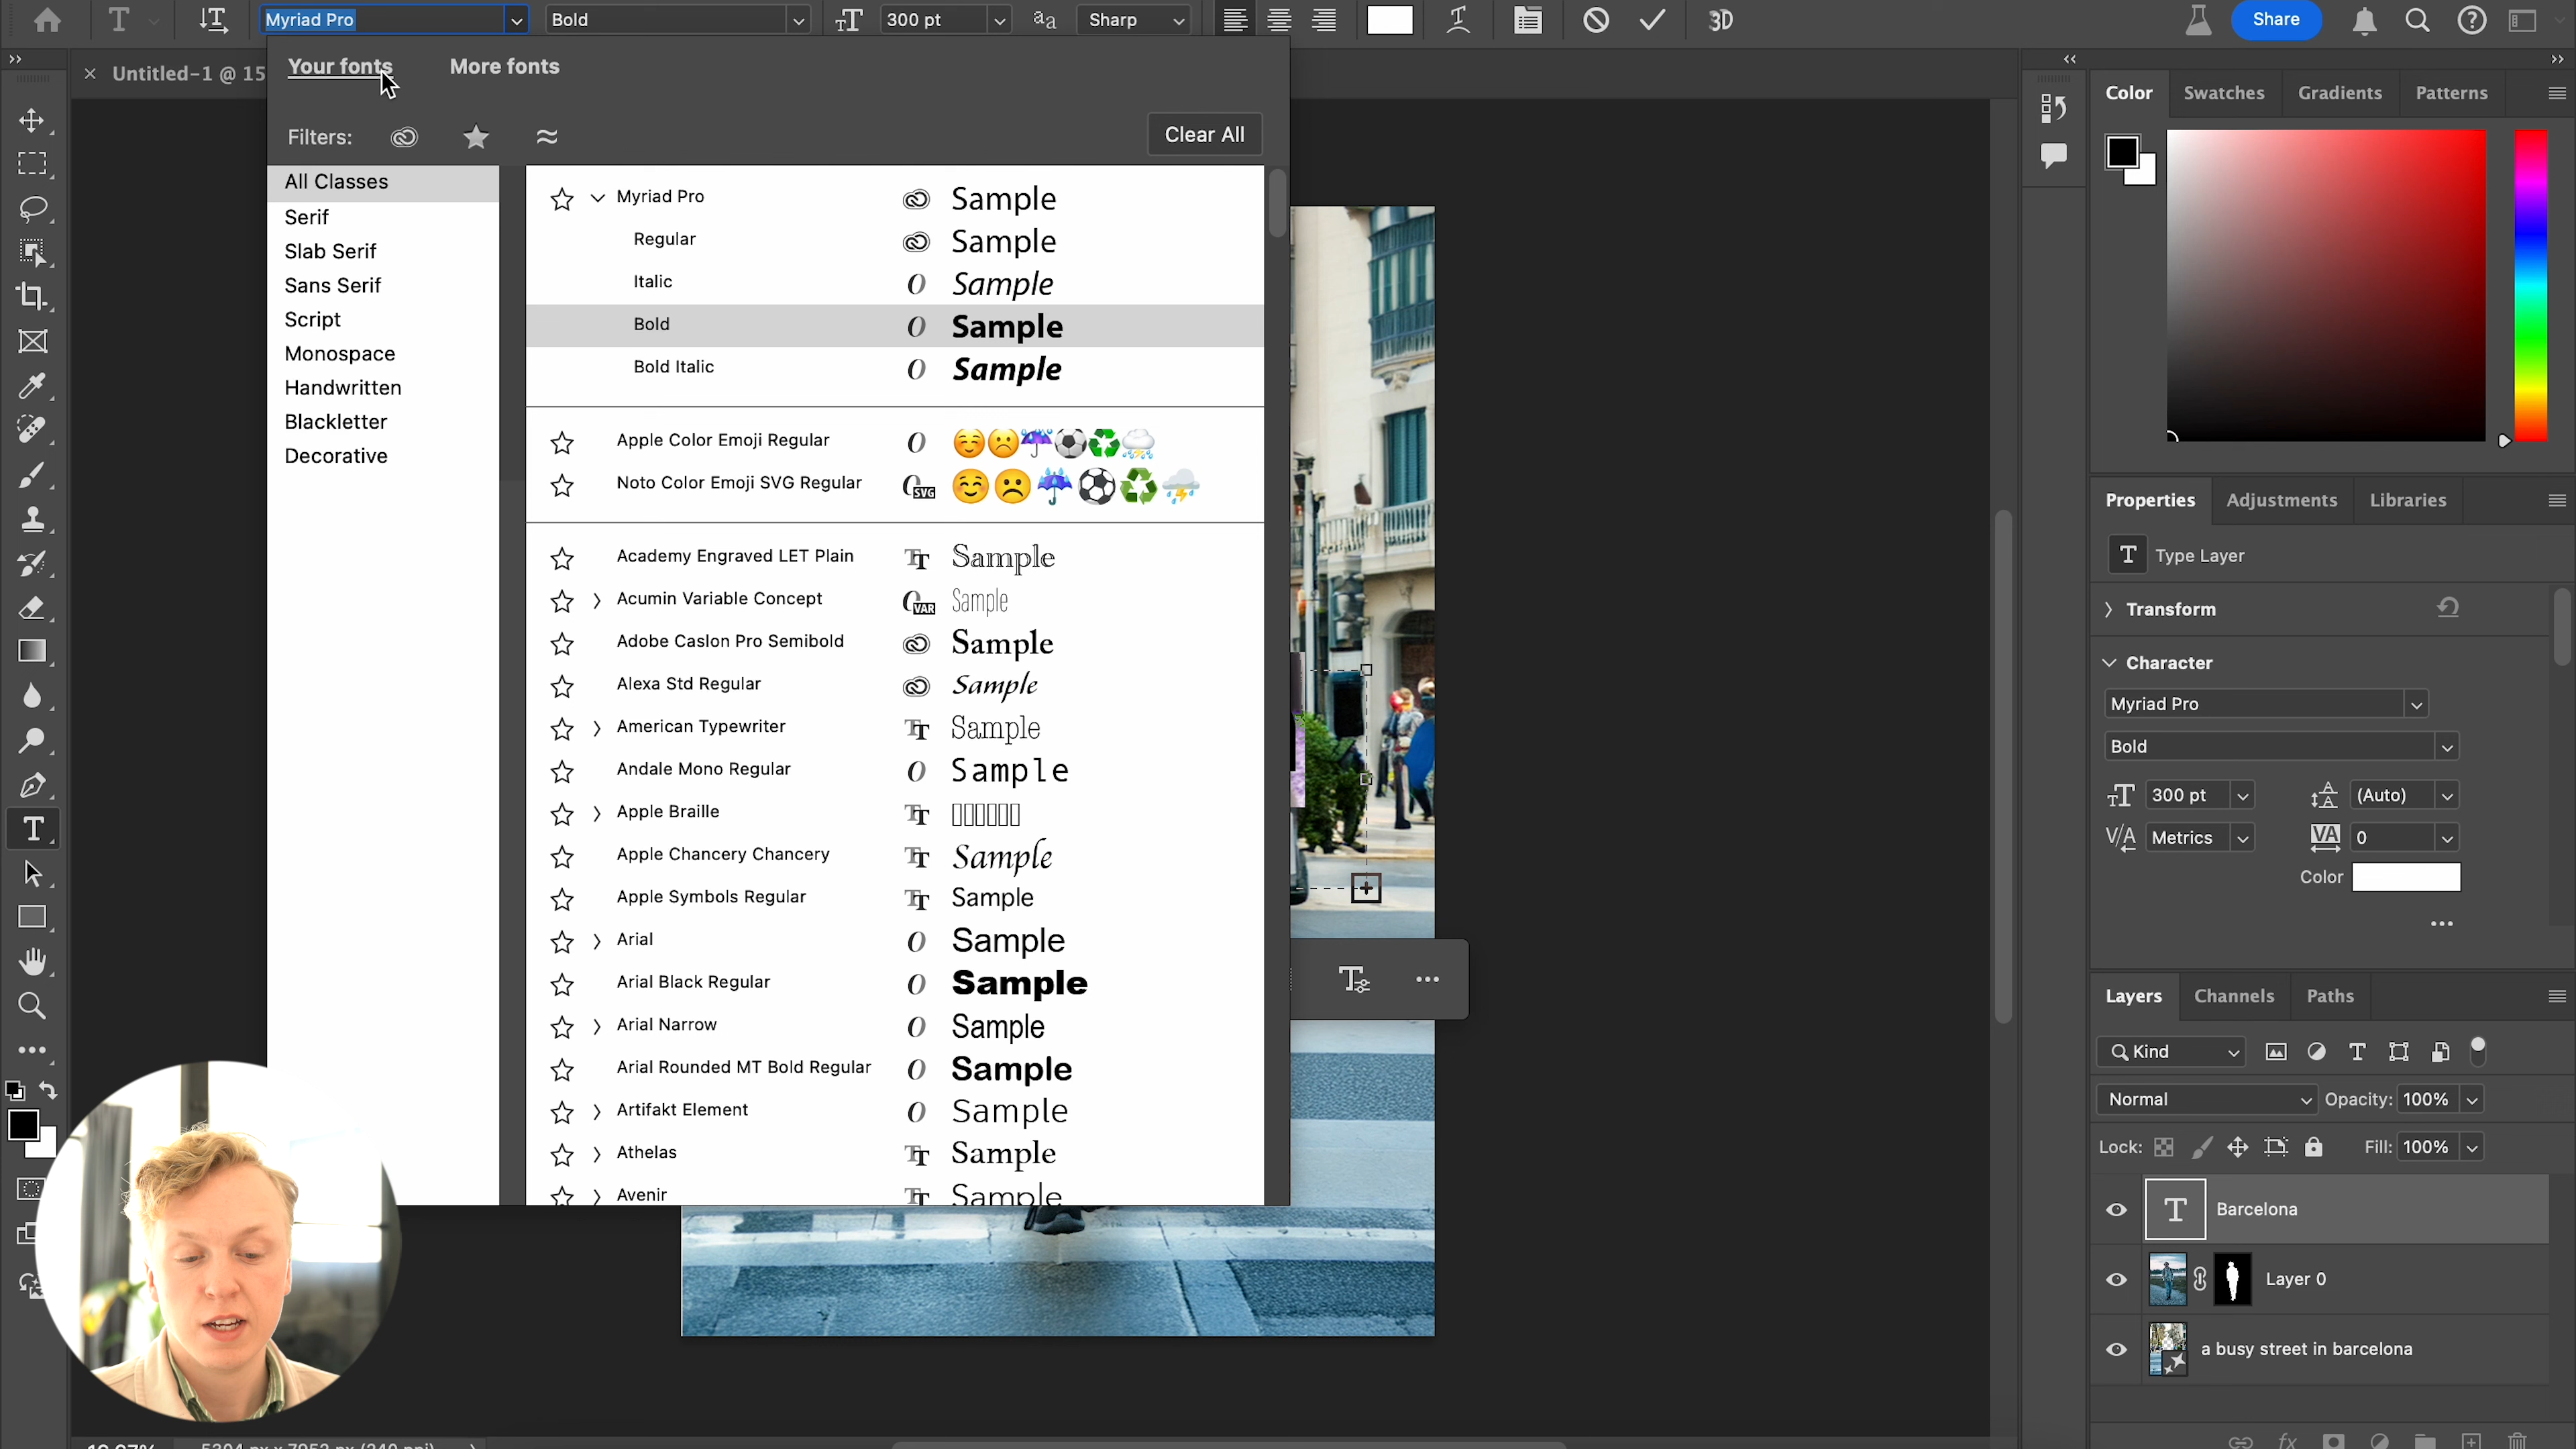 Myriad Pro Bold 300 pt Sharp 3D Share
Untitled-1 @ 15
Your fonts More fonts
Filters: Clear All
All Classes
Serif
Slab Serif
Sans Serif
Script
Monospace
Handwritten
Blackletter
Decorative
Myriad Pro Sample
Regular Sample
Italic Sample
Bold Sample
Bold Italic Sample
Apple Color Emoji Regular
Noto Color Emoji SVG Regular SVG
Academy Engraved LET Plain Sample
Acumin Variable Concept VAR Sample
Adobe Caslon Pro Semibold Sample
Alexa Std Regular Sample
American Typewriter Sample
Andale Mono Regular Sample
Apple Braille
Apple Chancery Chancery Sample
Apple Symbols Regular Sample
Arial Sample
Arial Black Regular Sample
Arial Narrow Sample
Arial Rounded MT Bold Regular Sample
Artifakt Element Sample
Athelas Sample
Avenir Sample
Color Swatches Gradients Patterns
Properties Adjustments Libraries
Type Layer
Transform
Character
Myriad Pro
Bold
300 pt (Auto)
Metrics 0
Color
Layers Channels Paths
Kind
Normal Opacity: 100%
Lock: Fill: 100%
Barcelona
Layer 0
a busy street in barcelona